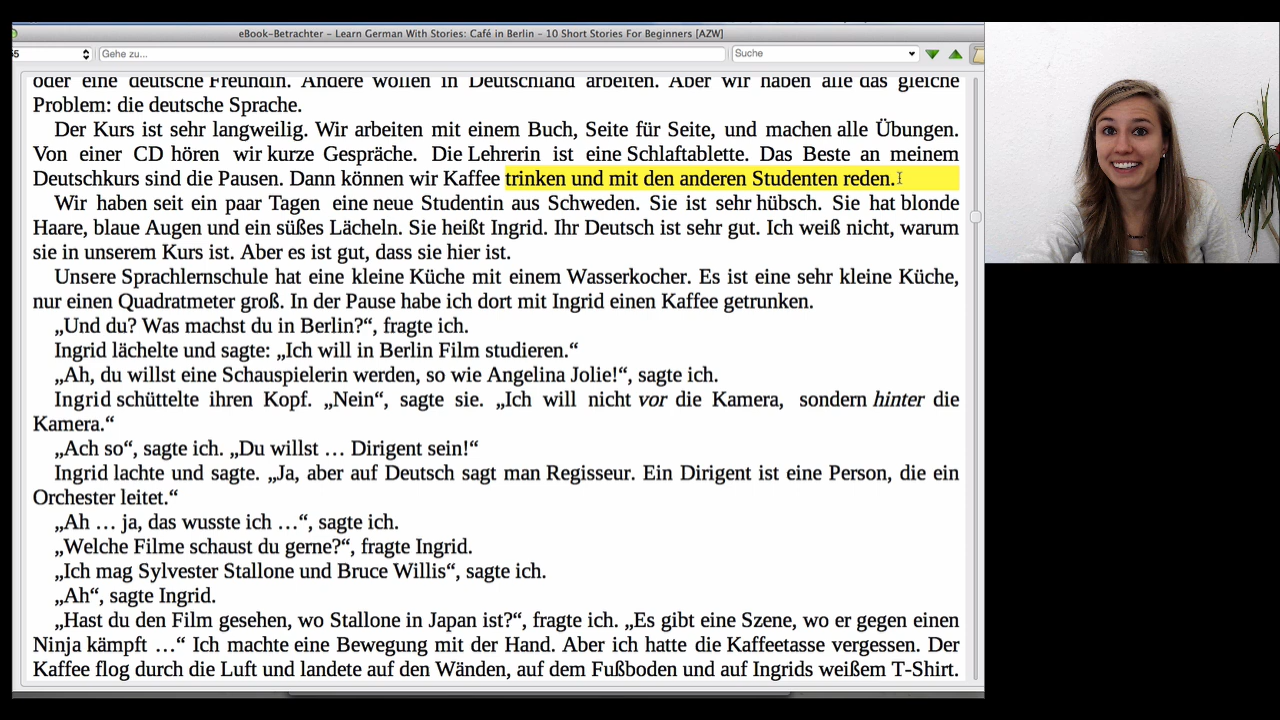 eBook-Betrachter – Learn German With Stories: Café in Berlin - 10 Short Stories For Beginners [AZW]
Gehe zu... Suche
oder eine deutsche Freundin. Andere wollen in Deutschland arbeiten. Aber wir haben alle das gleiche
Problem: die deutsche Sprache.
Der Kurs ist sehr langweilig. Wir arbeiten mit einem Buch, Seite für Seite, und machen alle Übungen.
Von einer CD hören wir kurze Gespräche. Die Lehrerin ist eine Schlaftablette. Das Beste an meinem
Deutschkurs sind die Pausen. Dann können wir Kaffee trinken und mit den anderen Studenten reden.
Wir haben seit ein paar Tagen eine neue Studentin aus Schweden. Sie ist sehr hübsch. Sie hat blonde
Haare, blaue Augen und ein süßes Lächeln. Sie heißt Ingrid. Ihr Deutsch ist sehr gut. Ich weiß nicht, warum
sie in unserem Kurs ist. Aber es ist gut, dass sie hier ist.
Unsere Sprachlernschule hat eine kleine Küche mit einem Wasserkocher. Es ist eine sehr kleine Küche,
nur einen Quadratmeter groß. In der Pause habe ich dort mit Ingrid einen Kaffee getrunken.
„Und du? Was machst du in Berlin?“, fragte ich.
Ingrid lächelte und sagte: „Ich will in Berlin Film studieren.“
„Ah, du willst eine Schauspielerin werden, so wie Angelina Jolie!“, sagte ich.
Ingrid schüttelte ihren Kopf. „Nein“, sagte sie. „Ich will nicht vor die Kamera, sondern hinter die
Kamera.“
„Ach so“, sagte ich. „Du willst … Dirigent sein!“
Ingrid lachte und sagte. „Ja, aber auf Deutsch sagt man Regisseur. Ein Dirigent ist eine Person, die ein
Orchester leitet.“
„Ah … ja, das wusste ich …“, sagte ich.
„Welche Filme schaust du gerne?“, fragte Ingrid.
„Ich mag Sylvester Stallone und Bruce Willis“, sagte ich.
„Ah“, sagte Ingrid.
„Hast du den Film gesehen, wo Stallone in Japan ist?“, fragte ich. „Es gibt eine Szene, wo er gegen einen
Ninja kämpft …“ Ich machte eine Bewegung mit der Hand. Aber ich hatte die Kaffeetasse vergessen. Der
Kaffee flog durch die Luft und landete auf den Wänden, auf dem Fußboden und auf Ingrids weißem T-Shirt.